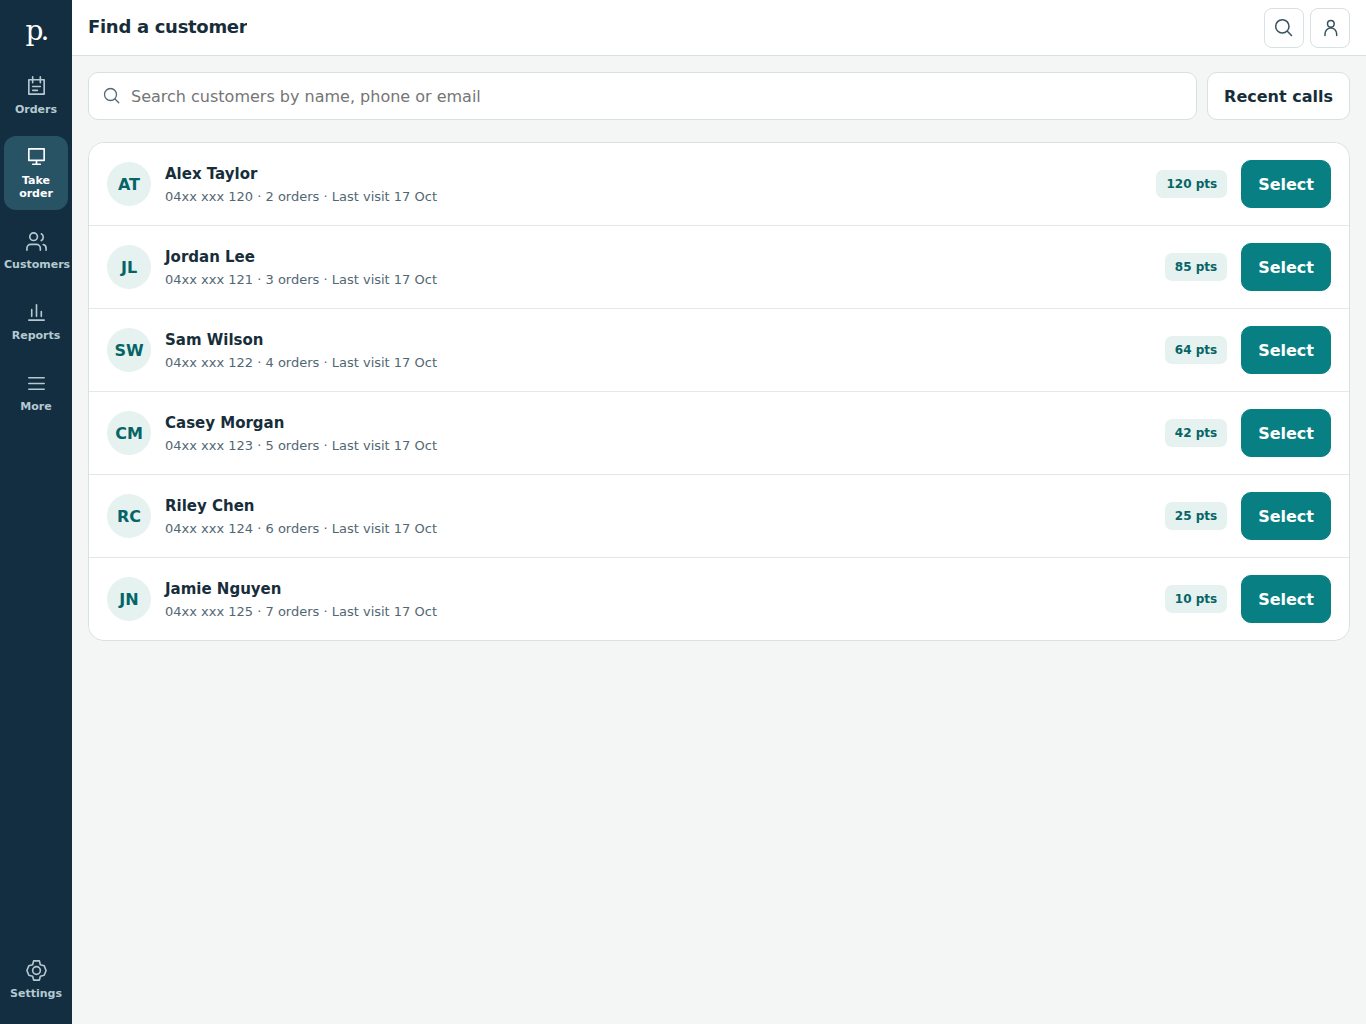 p.
Find a customer
Orders
Take
order
Customers
Reports
More
Settings
Search customers by name, phone or email
Recent calls
AT
Alex Taylor
04xx xxx 120 · 2 orders · Last visit 17 Oct
120 pts
Select
JL
Jordan Lee
04xx xxx 121 · 3 orders · Last visit 17 Oct
85 pts
Select
SW
Sam Wilson
04xx xxx 122 · 4 orders · Last visit 17 Oct
64 pts
Select
CM
Casey Morgan
04xx xxx 123 · 5 orders · Last visit 17 Oct
42 pts
Select
RC
Riley Chen
04xx xxx 124 · 6 orders · Last visit 17 Oct
25 pts
Select
JN
Jamie Nguyen
04xx xxx 125 · 7 orders · Last visit 17 Oct
10 pts
Select